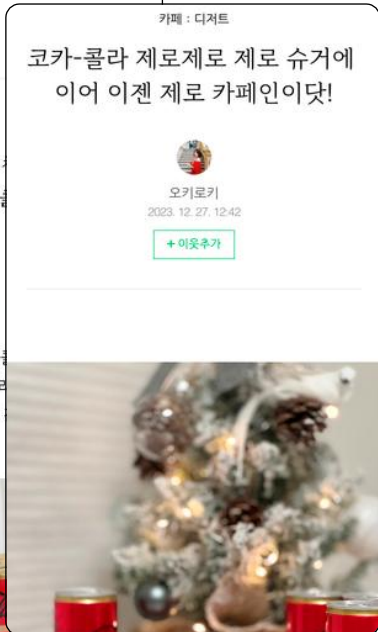 카페 : 디저트
코카-콜라 제로제로 제로 슈거에
이어 이젠 제로 카페인이닷!
오키로키
2023. 12. 27. 12:42
+ 이웃추가